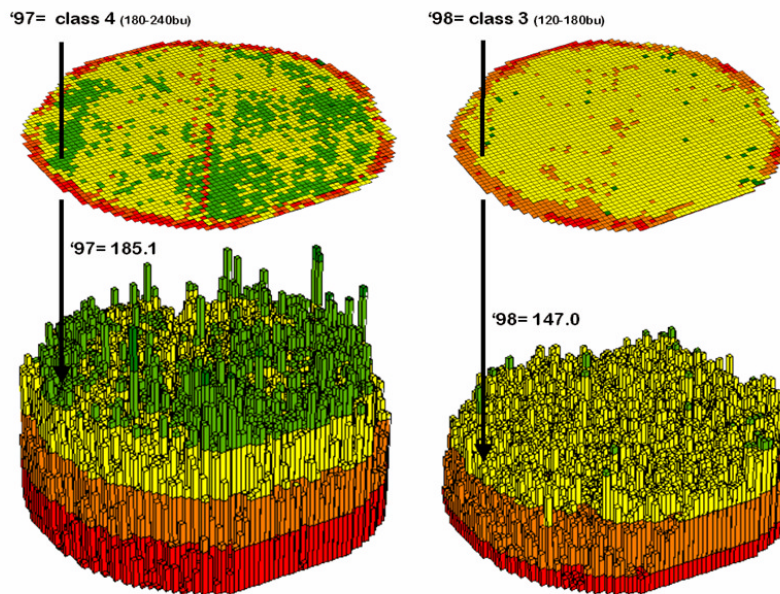 ‘97= class 4 (180-240bu)
‘98= class 3 (120-180bu)
‘97= 185.1
‘98= 147.0